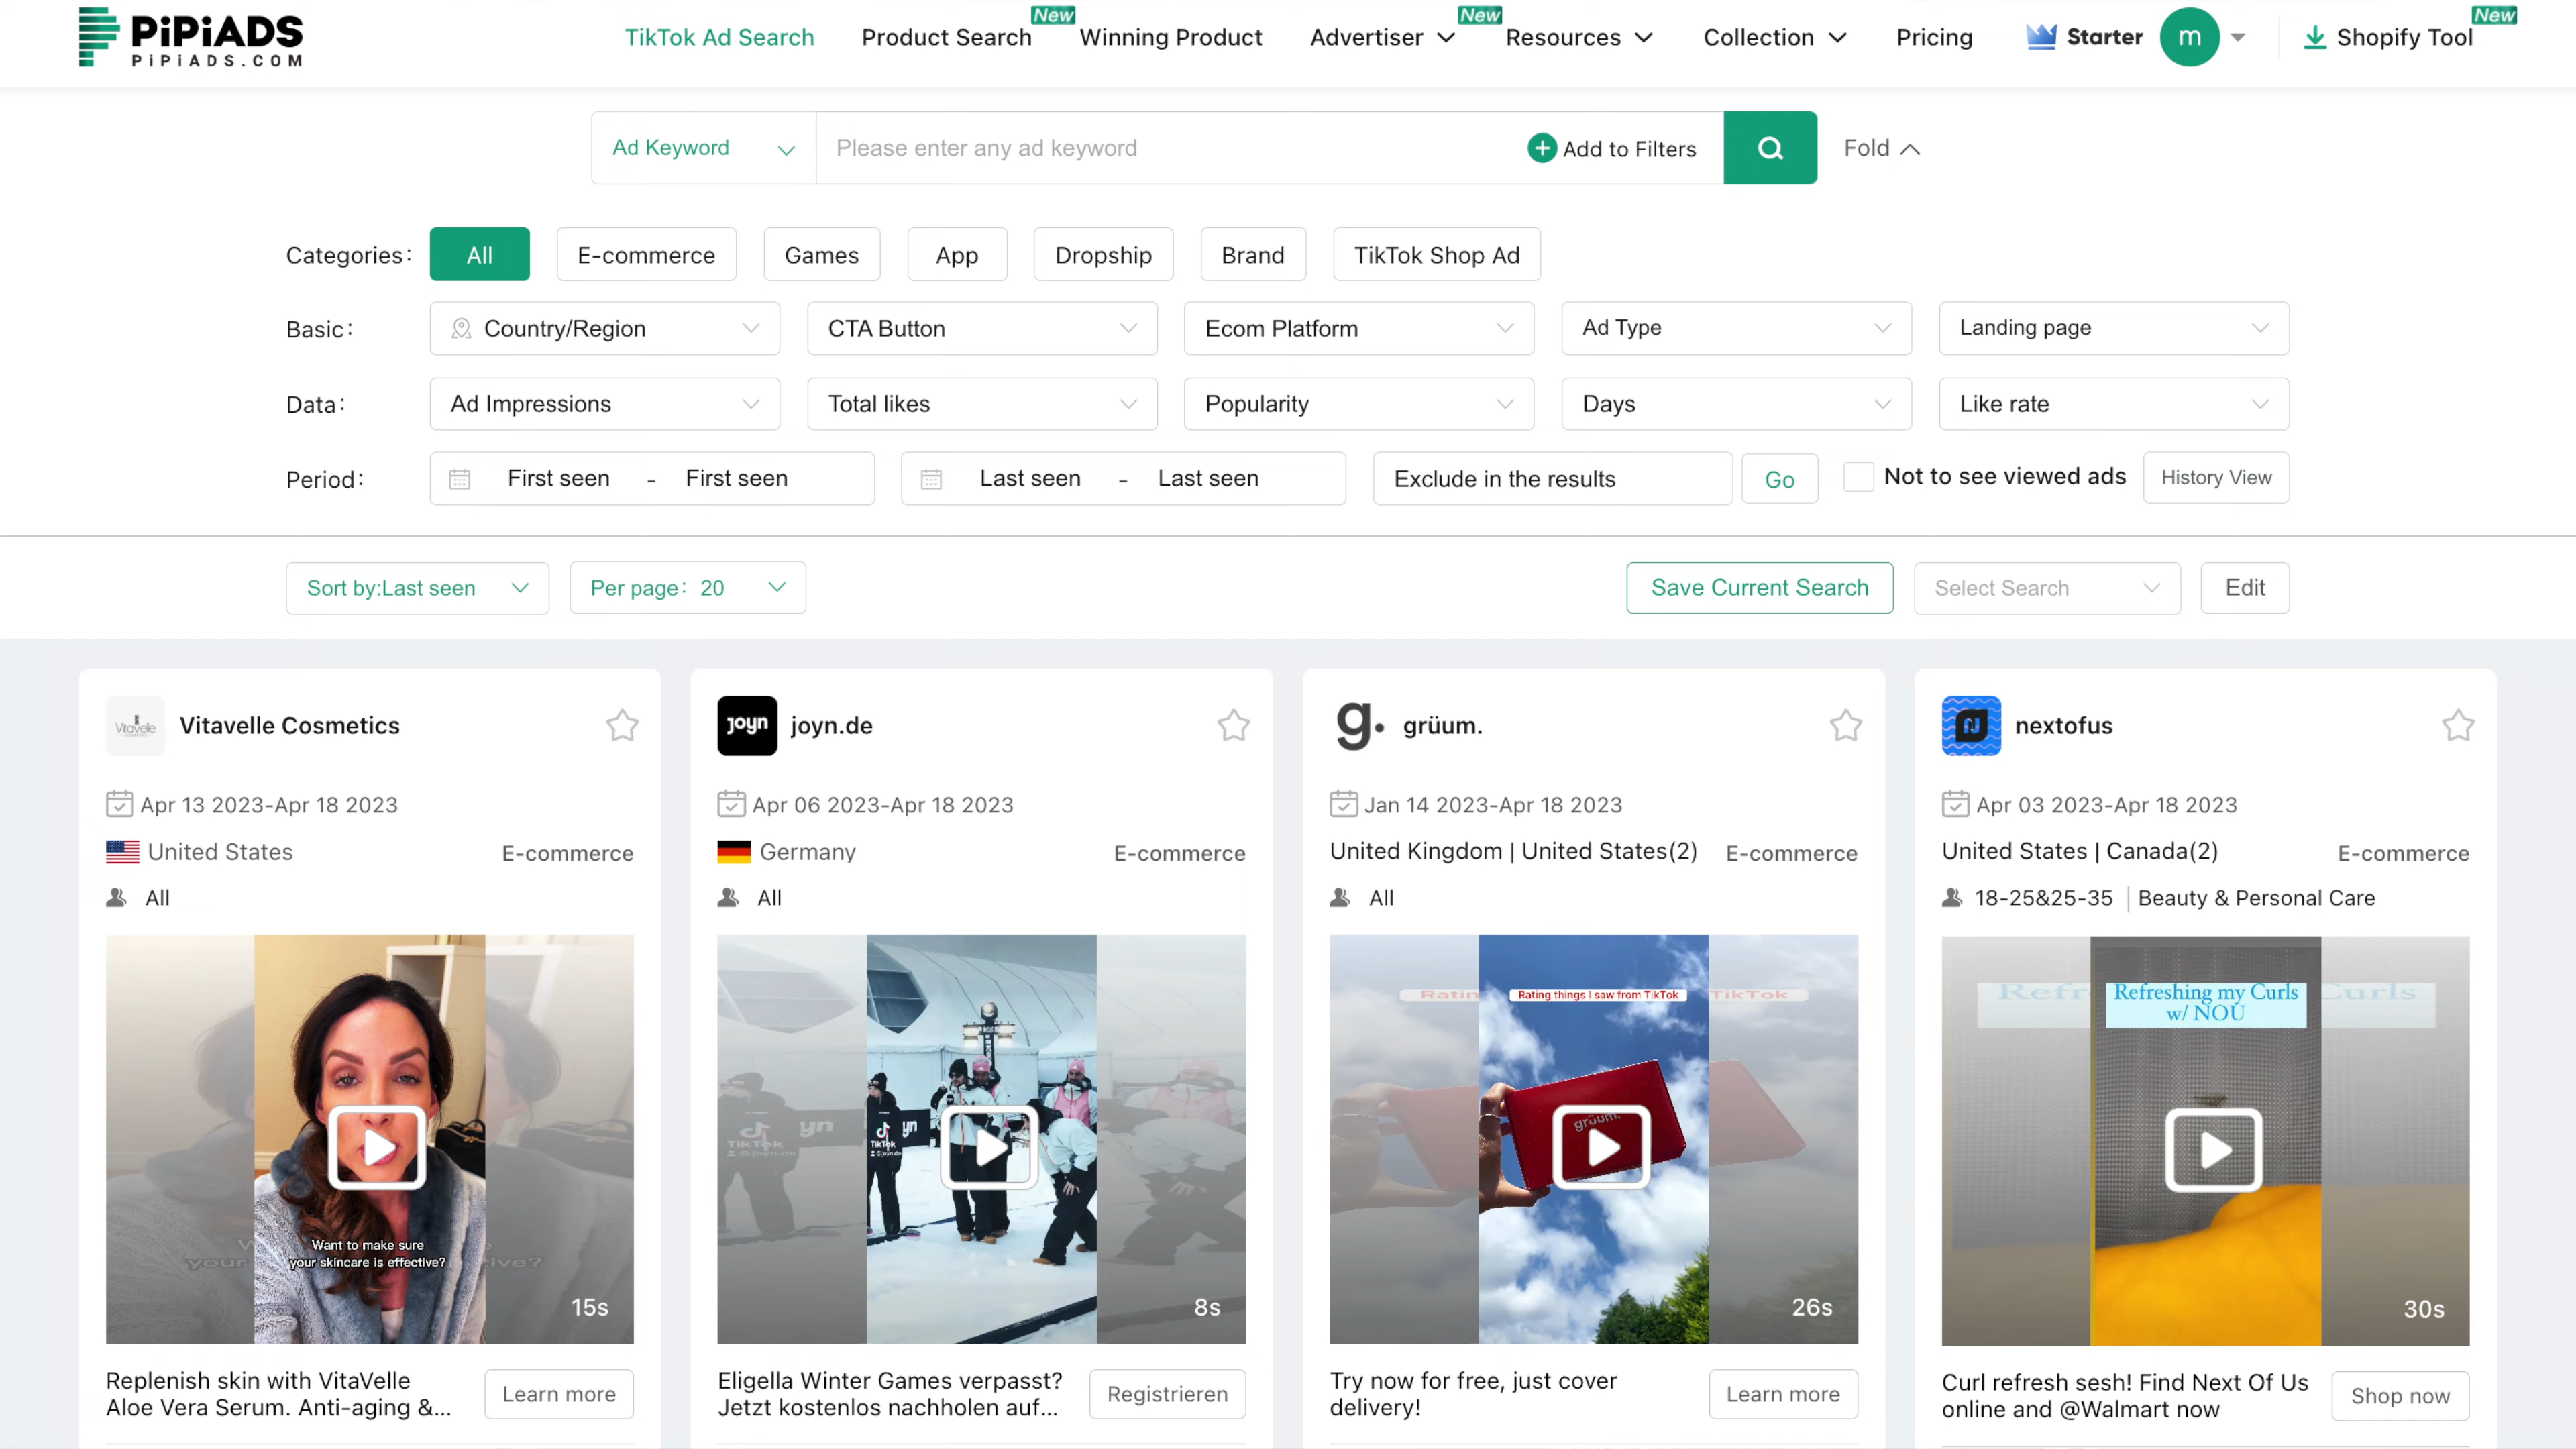 PiPiADS
PiPiADS.COM
TikTok Ad Search
Product Search
New
Winning Product
Advertiser
New
Resources
Collection
Pricing
Starter
m
Shopify Tool
New
Ad Keyword
Please enter any ad keyword
Add to Filters
Fold
Categories:
All
E-commerce
Games
App
Dropship
Brand
TikTok Shop Ad
Basic:
Country/Region
CTA Button
Ecom Platform
Ad Type
Landing page
Data:
Ad Impressions
Total likes
Popularity
Days
Like rate
Period:
First seen - First seen
Last seen - Last seen
Exclude in the results
Go
Not to see viewed ads
History View
Sort by:Last seen
Per page: 20
Save Current Search
Select Search
Edit
Vitavelle
Vitavelle Cosmetics
Apr 13 2023-Apr 18 2023
United States
E-commerce
All
Want to make sure
your skincare is effective?
15s
Replenish skin with VitaVelle
Aloe Vera Serum. Anti-aging &...
Learn more
joyn
joyn.de
Apr 06 2023-Apr 18 2023
Germany
E-commerce
All
yn
TikTok
@joyn.de
8s
Eligella Winter Games verpasst?
Jetzt kostenlos nachholen auf...
Registrieren
g.
grüum.
Jan 14 2023-Apr 18 2023
United Kingdom | United States(2)
E-commerce
All
Rating things I saw from TikTok
grüum.
26s
Try now for free, just cover
delivery!
Learn more
nextofus
Apr 03 2023-Apr 18 2023
United States | Canada(2)
E-commerce
18-25&25-35 | Beauty & Personal Care
Refreshing my Curls
w/ NOU
30s
Curl refresh sesh! Find Next Of Us
online and @Walmart now
Shop now